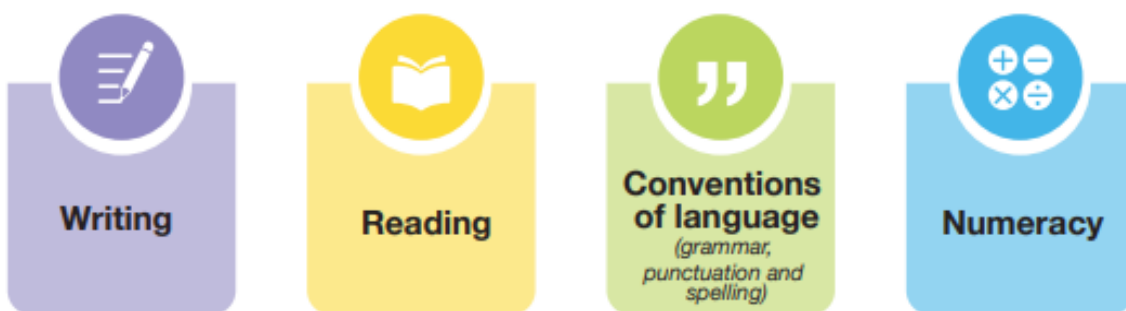 Writing
Reading
Conventions
of language
(grammar,
punctuation and
spelling)
Numeracy